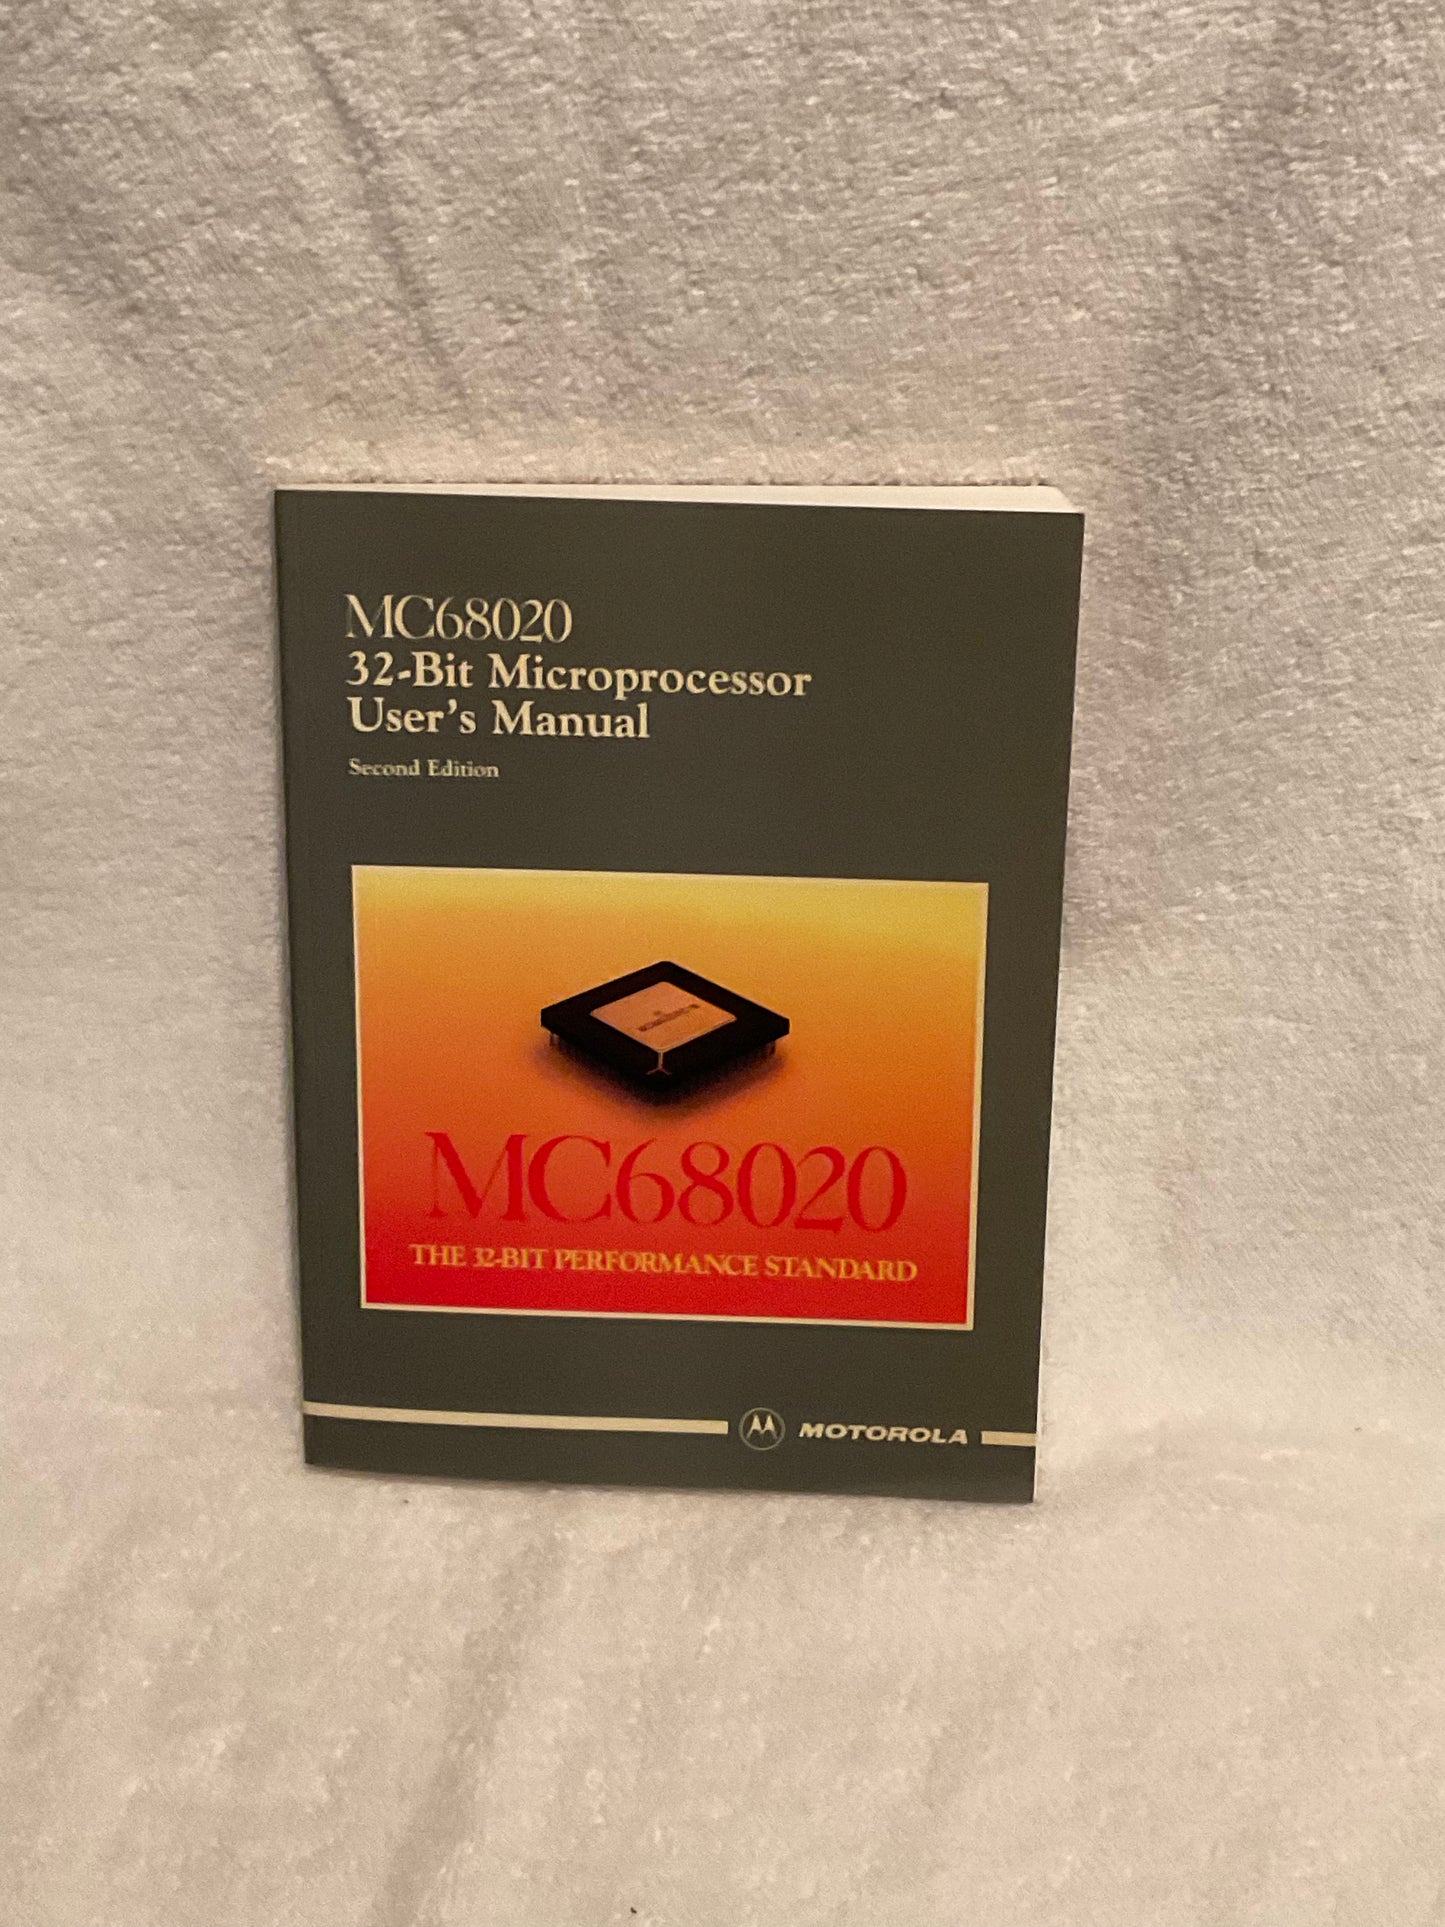 MC68020
32-Bit Microprocessor
User's Manual
Second Edition
MC68020
THE 32-BIT PERFORMANCE STANDARD
MOTOROLA